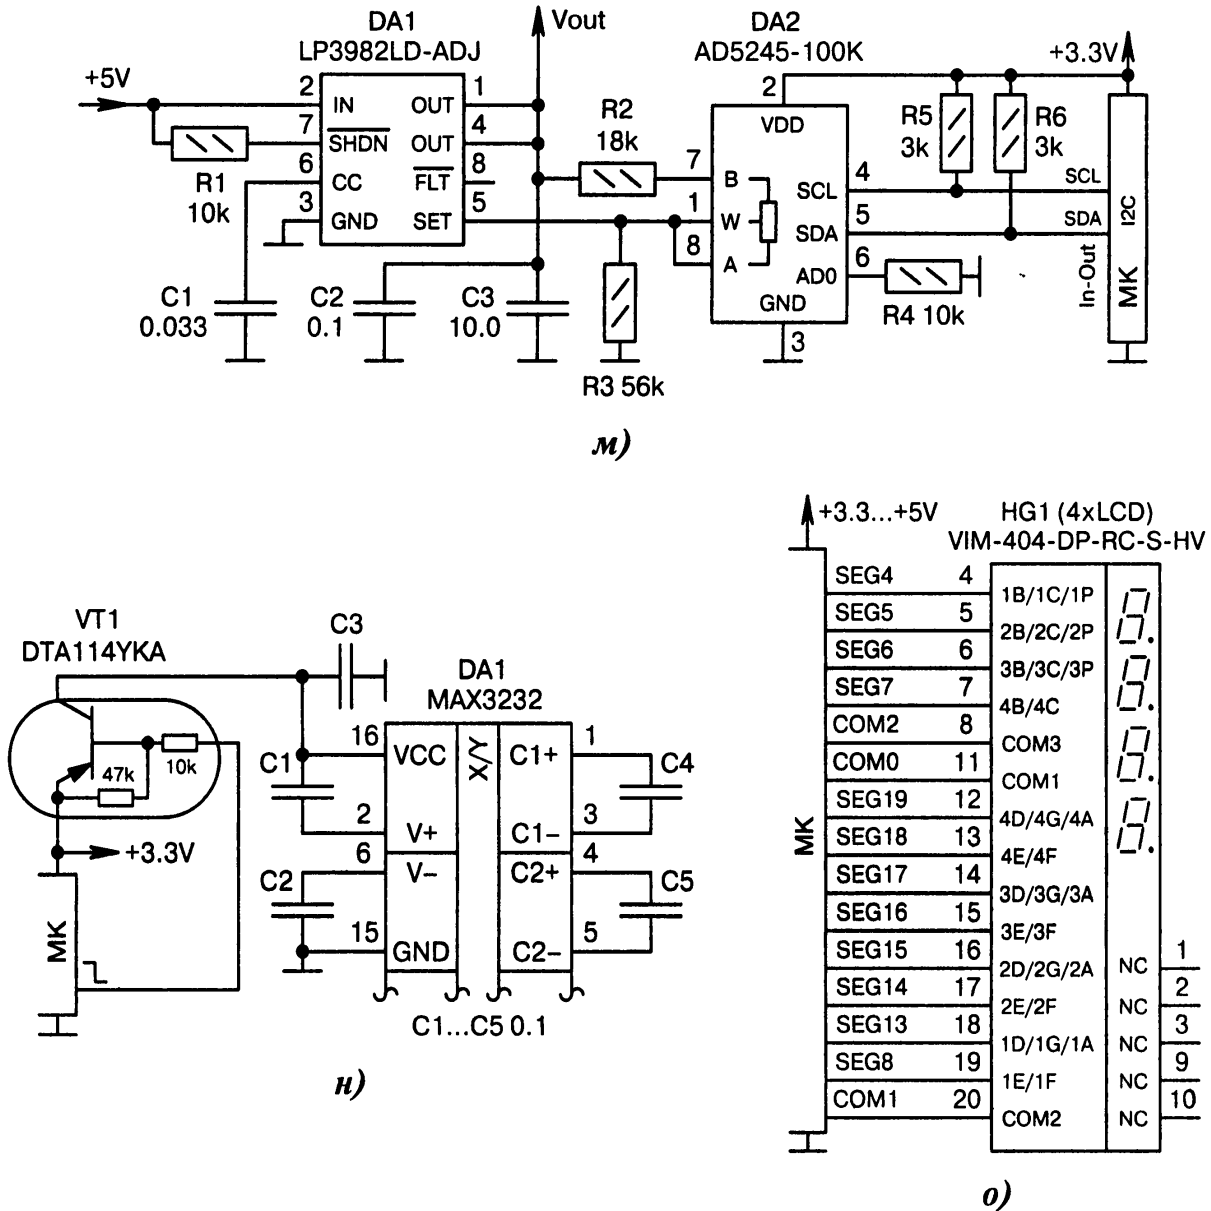 DA1
LP3982LD-ADJ
+5V
2 IN OUT 1
7 SHDN OUT 4
6 CC FLT 8
3 GND SET 5
R1
10k
C1
0.033
C2
0.1
C3
10.0
Vout
R2
18k
R3 56k
DA2
AD5245-100K
2
VDD
7 B
1 W
8 A
SCL 4
SDA 5
AD0 6
GND
3
R4 10k
R5
3k
R6
3k
+3.3V
SCL
SDA
In-Out
I2C
MK
м)
VT1
DTA114YKA
47k
10k
+3.3V
MK
C3
DA1
MAX3232
C1
C2
16 VCC
2 V+
6 V−
15 GND
X/Y
C1+ 1
C1− 3
C2+ 4
C2− 5
C4
C5
C1...C5 0.1
н)
+3.3...+5V
HG1 (4xLCD)
VIM-404-DP-RC-S-HV
MK
SEG4 4 1B/1C/1P
SEG5 5 2B/2C/2P
SEG6 6 3B/3C/3P
SEG7 7 4B/4C
COM2 8 COM3
COM0 11 COM1
SEG19 12 4D/4G/4A
SEG18 13 4E/4F
SEG17 14 3D/3G/3A
SEG16 15 3E/3F
SEG15 16 2D/2G/2A NC 1
SEG14 17 2E/2F NC 2
SEG13 18 1D/1G/1A NC 3
SEG8 19 1E/1F NC 9
COM1 20 COM2 NC 10
о)